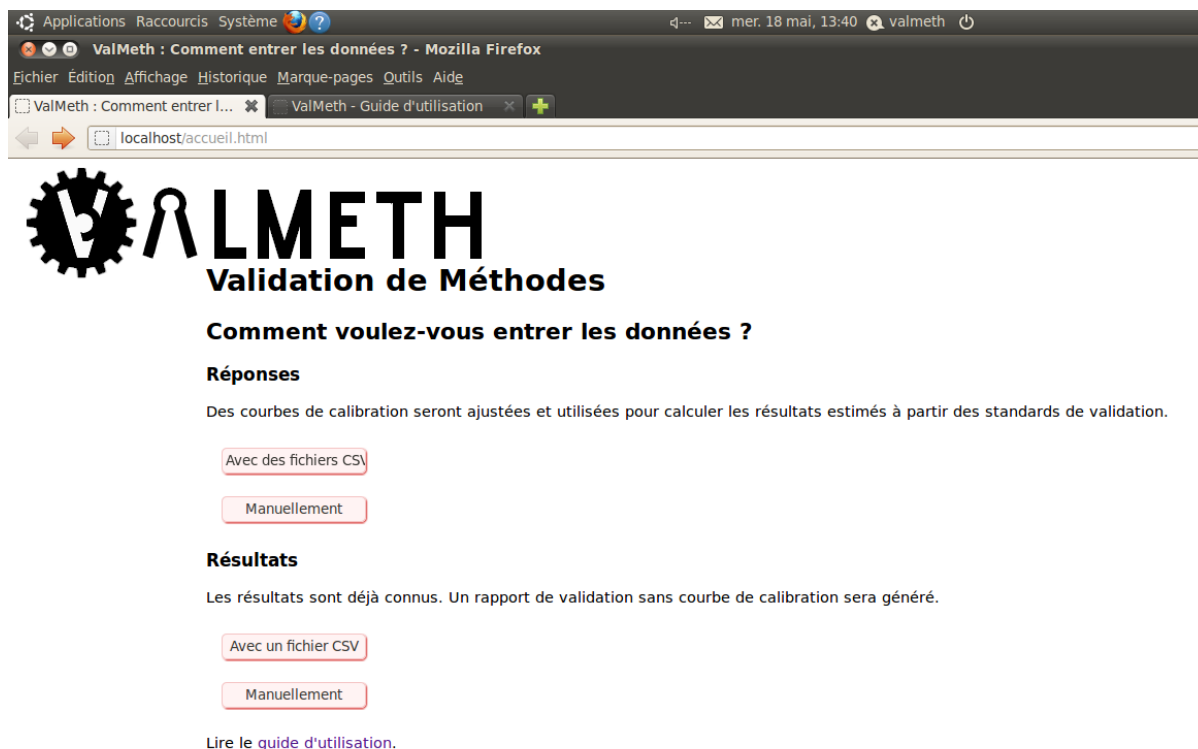 Applications Raccourcis Système ? mer. 18 mai, 13:40 valmeth
ValMeth : Comment entrer les données ? - Mozilla Firefox
Fichier Édition Affichage Historique Marque-pages Outils Aide
ValMeth : Comment entrer l... ValMeth - Guide d'utilisation
localhost/accueil.html
VALMETH
Validation de Méthodes
Comment voulez-vous entrer les données ?
Réponses
Des courbes de calibration seront ajustées et utilisées pour calculer les résultats estimés à partir des standards de validation.
Avec des fichiers CSV
Manuellement
Résultats
Les résultats sont déjà connus. Un rapport de validation sans courbe de calibration sera généré.
Avec un fichier CSV
Manuellement
Lire le guide d'utilisation.